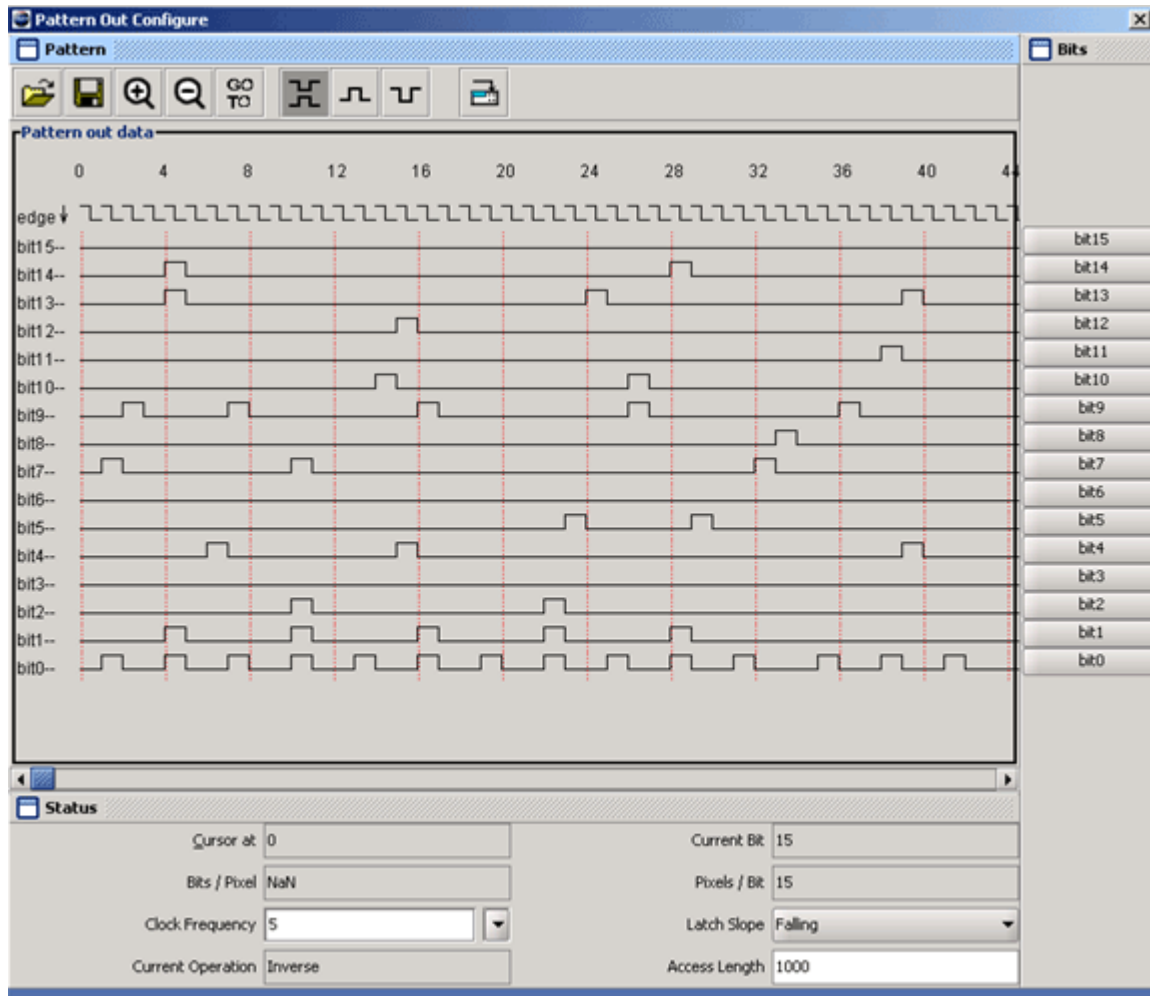 Pattern Out Configure
Pattern
Bits
GO TO
Pattern out data
0 4 8 12 16 20 24 28 32 36 40 44
edge
bit15-- bit15
bit14-- bit14
bit13-- bit13
bit12-- bit12
bit11-- bit11
bit10-- bit10
bit9-- bit9
bit8-- bit8
bit7-- bit7
bit6-- bit6
bit5-- bit5
bit4-- bit4
bit3-- bit3
bit2-- bit2
bit1-- bit1
bit0-- bit0
Status
Cursor at 0 Current Bit 15
Bits / Pixel NaN Pixels / Bit 15
Clock Frequency 5 Latch Slope Falling
Current Operation Inverse Access Length 1000